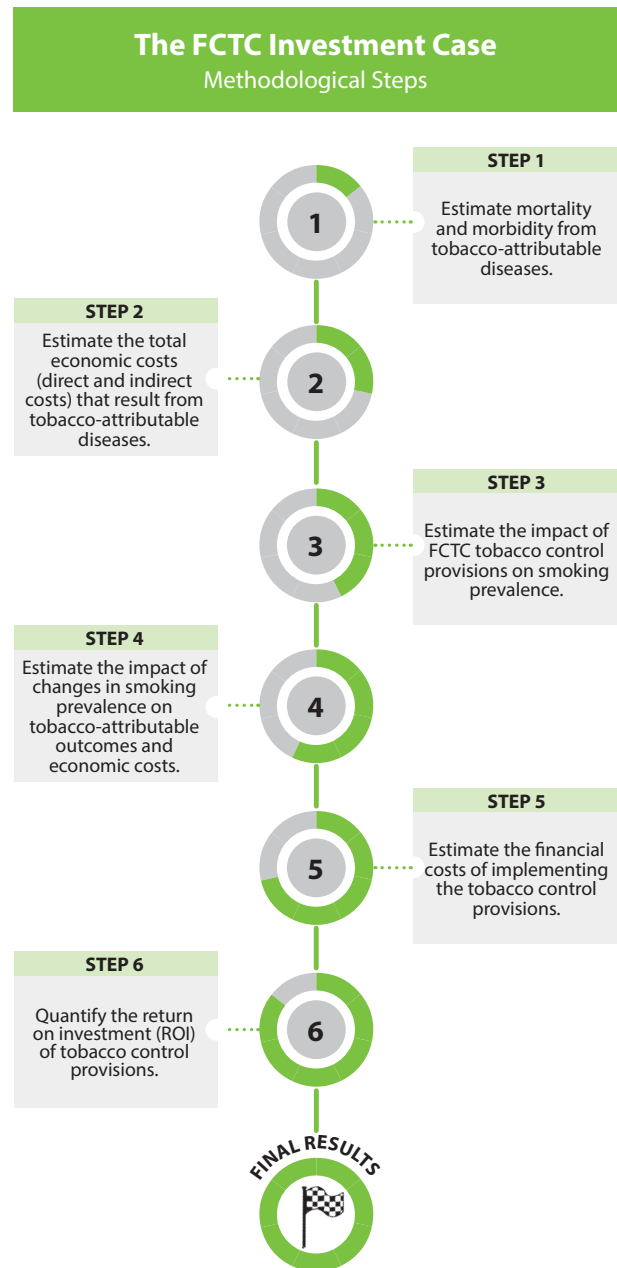 The FCTC Investment Case
Methodological Steps
1
STEP 1
Estimate mortality
and morbidity from
tobacco-attributable
diseases.
STEP 2
Estimate the total
economic costs
(direct and indirect
costs) that result from
tobacco-attributable
diseases.
2
3
STEP 3
Estimate the impact of
FCTC tobacco control
provisions on smoking
prevalence.
STEP 4
Estimate the impact of
changes in smoking
prevalence on
tobacco-attributable
outcomes and
economic costs.
4
5
STEP 5
Estimate the financial
costs of implementing
the tobacco control
provisions.
STEP 6
Quantify the return
on investment (ROI)
of tobacco control
provisions.
6
FINAL RESULTS